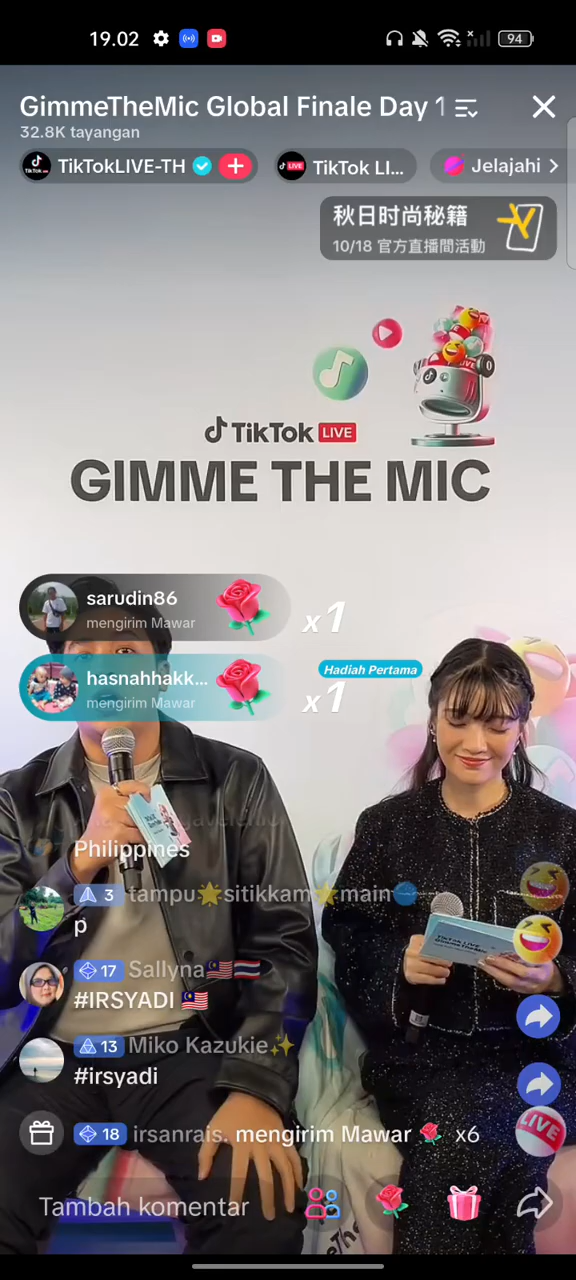 19.02
94
GimmeTheMic Global Finale Day 1
32.8K tayangan
TikTokLIVE-TH
LIVE
TikTok LI...
Jelajahi
秋日时尚秘籍
10/18 官方直播間活動
TikTok LIVE
GIMME THE MIC
sarudin86
mengirim Mawar
x1
Hadiah Pertama
hasnahhakk...
mengirim Mawar
x1
Philippines
3 tampu🌟sitikkam🌟main🔵
p
17 Sallyna🇲🇾🇹🇭
#IRSYADI 🇲🇾
13 Miko Kazukie✨
#irsyadi
18 irsanrais. mengirim Mawar 🌹 x6
LIVE
Tambah komentar